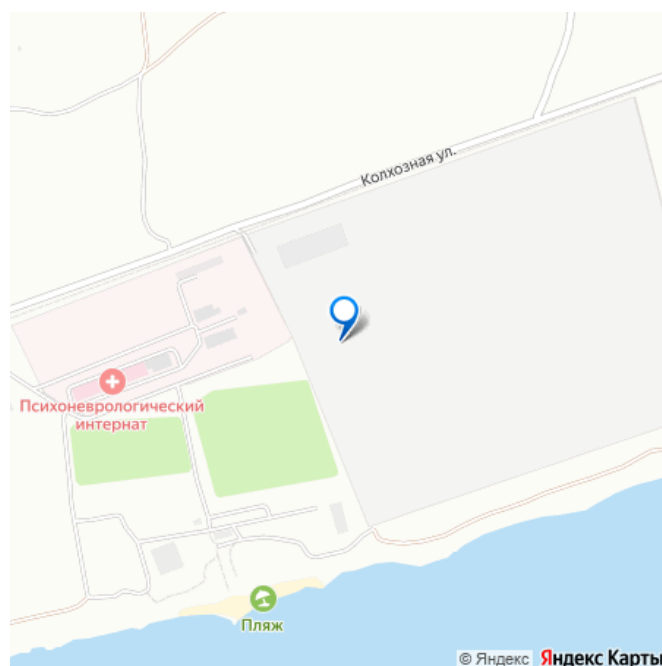 Колхозная ул.
Психоневрологический
интернат
Пляж
© Яндекс Яндекс Карты